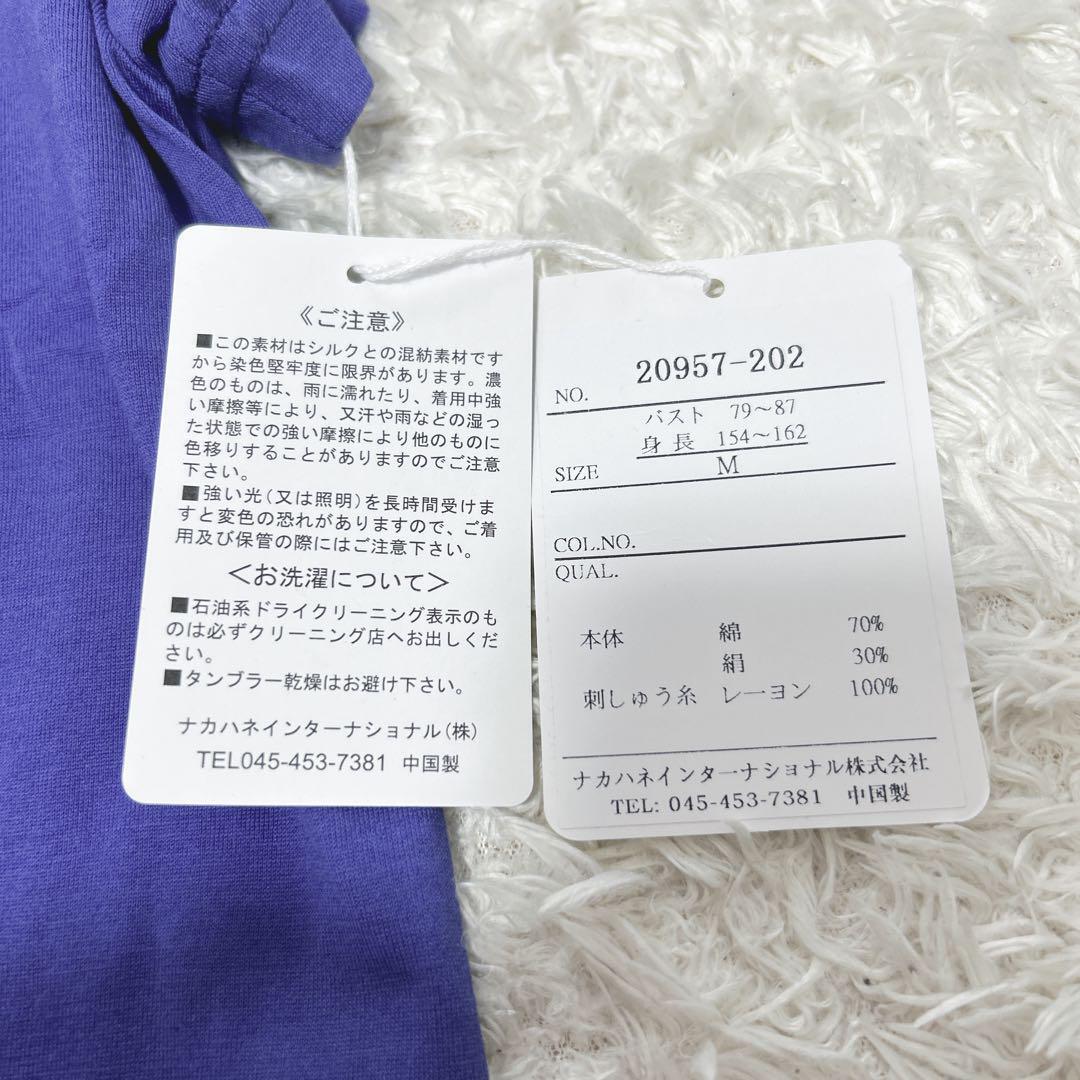 《ご注意》
■この素材はシルクとの混紡素材です
から染色堅牢度に限界があります。濃
色のものは、雨に濡れたり、着用中強
い摩擦等により、又汗や雨などの湿っ
た状態での強い摩擦により他のものに
色移りすることがありますのでご注意
下さい。
■強い光(又は照明)を長時間受けま
すと変色の恐れがありますので、ご着
用及び保管の際にはご注意下さい。
＜お洗濯について＞
■石油系ドライクリーニング表示のも
のは必ずクリーニング店へお出しくだ
さい。
■タンブラー乾燥はお避け下さい。
ナカハネインターナショナル(株)
TEL045-453-7381 中国製
NO. 20957-202
バスト 79～87
身長 154～162
SIZE M
COL.NO.
QUAL.
本体 綿 70%
絹 30%
刺しゅう糸 レーヨン 100%
ナカハネインターナショナル株式会社
TEL: 045-453-7381 中国製